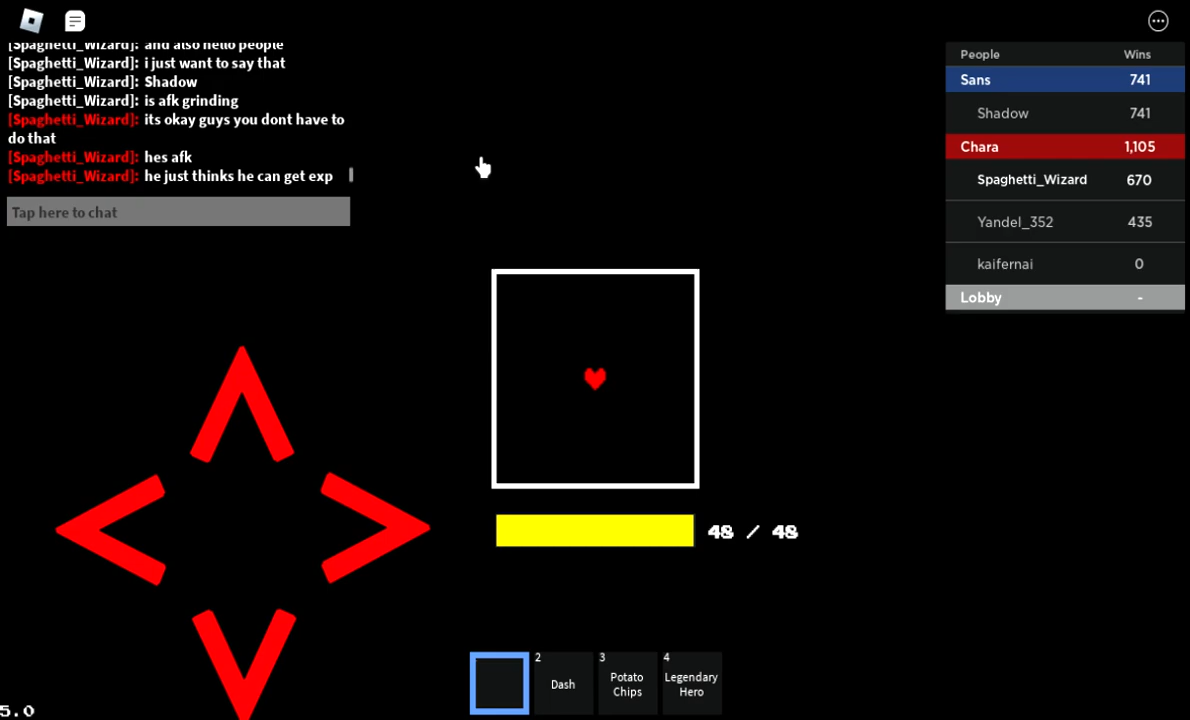 [Spaghetti_Wizard]: and also hello people
[Spaghetti_Wizard]: i just want to say that
[Spaghetti_Wizard]: Shadow
[Spaghetti_Wizard]: is afk grinding
[Spaghetti_Wizard]: its okay guys you dont have to
do that
[Spaghetti_Wizard]: hes afk
[Spaghetti_Wizard]: he just thinks he can get exp
Tap here to chat
People Wins
Sans 741
Shadow 741
Chara 1,105
Spaghetti_Wizard 670
Yandel_352 435
kaifernai 0
Lobby -
48 / 48
2
Dash
3
Potato
Chips
4
Legendary
Hero
5.0